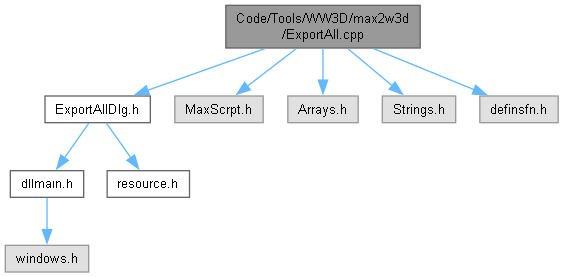 Code/Tools/WW3D/max2w3d
/ExportAll.cpp
ExportAllDlg.h
MaxScrpt.h
Arrays.h
Strings.h
definsfn.h
dllmain.h
resource.h
windows.h